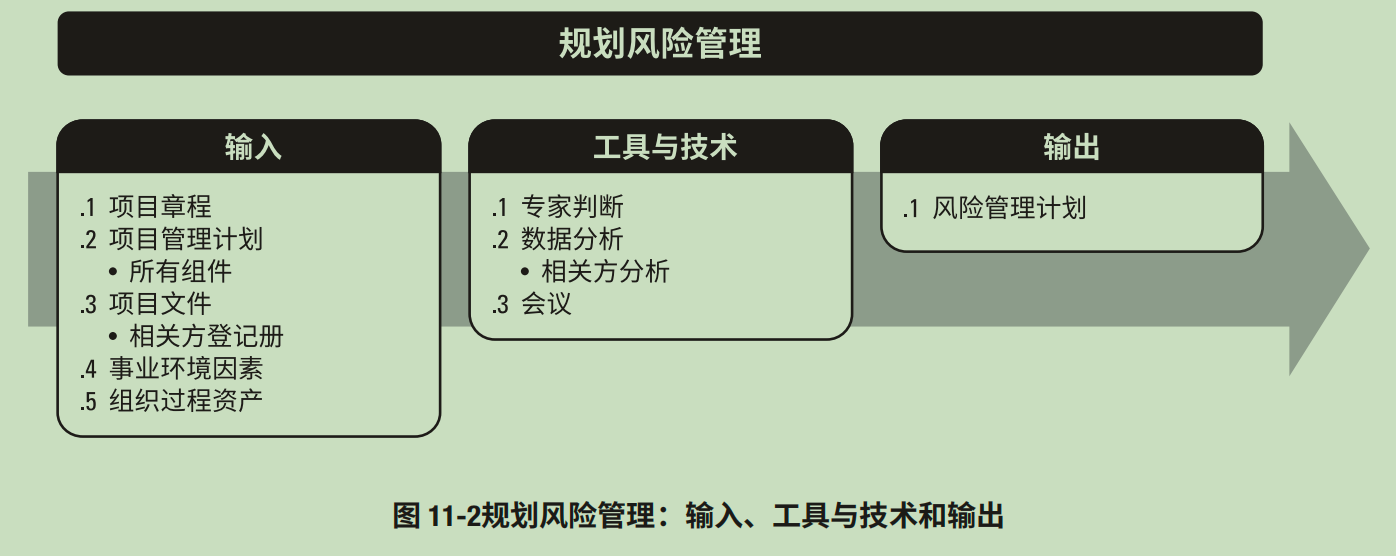 规划风险管理
输入
.1 项目章程
.2 项目管理计划
• 所有组件
.3 项目文件
• 相关方登记册
.4 事业环境因素
.5 组织过程资产
工具与技术
.1 专家判断
.2 数据分析
• 相关方分析
.3 会议
输出
.1 风险管理计划
图 11-2规划风险管理：输入、工具与技术和输出